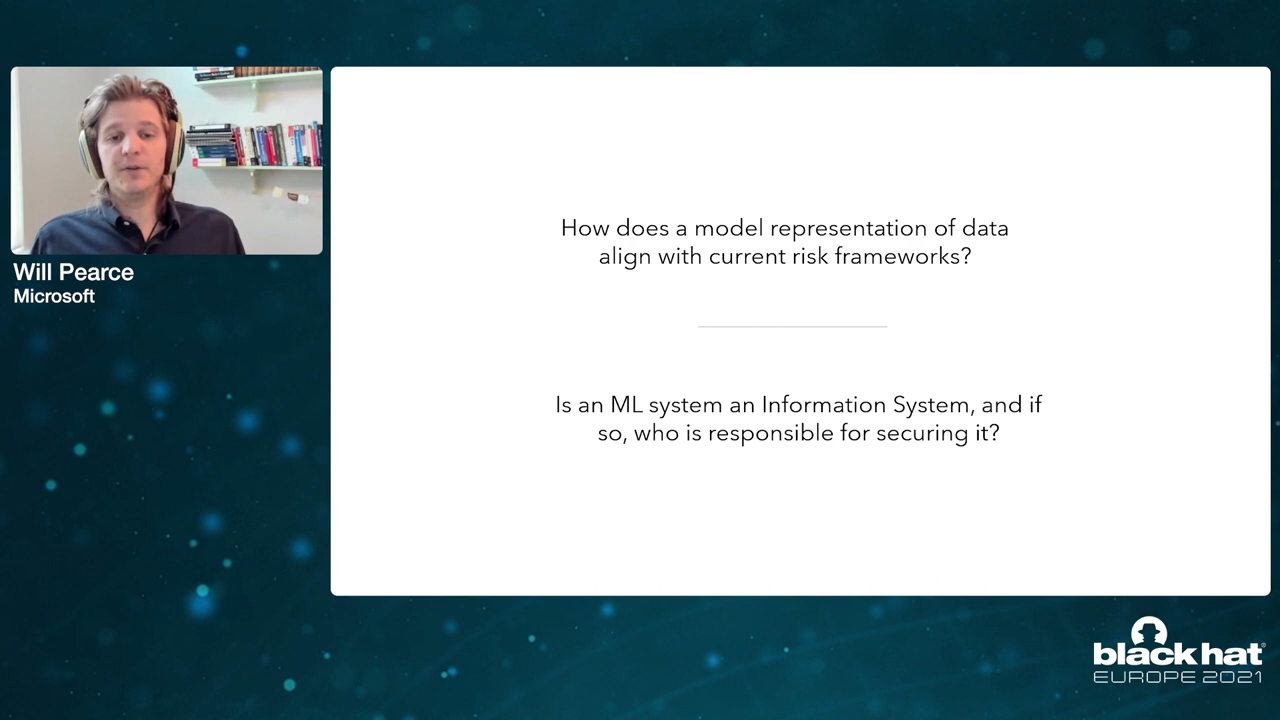 Will Pearce
Microsoft
How does a model representation of data
align with current risk frameworks?
Is an ML system an Information System, and if
so, who is responsible for securing it?
black hat
EUROPE 2021